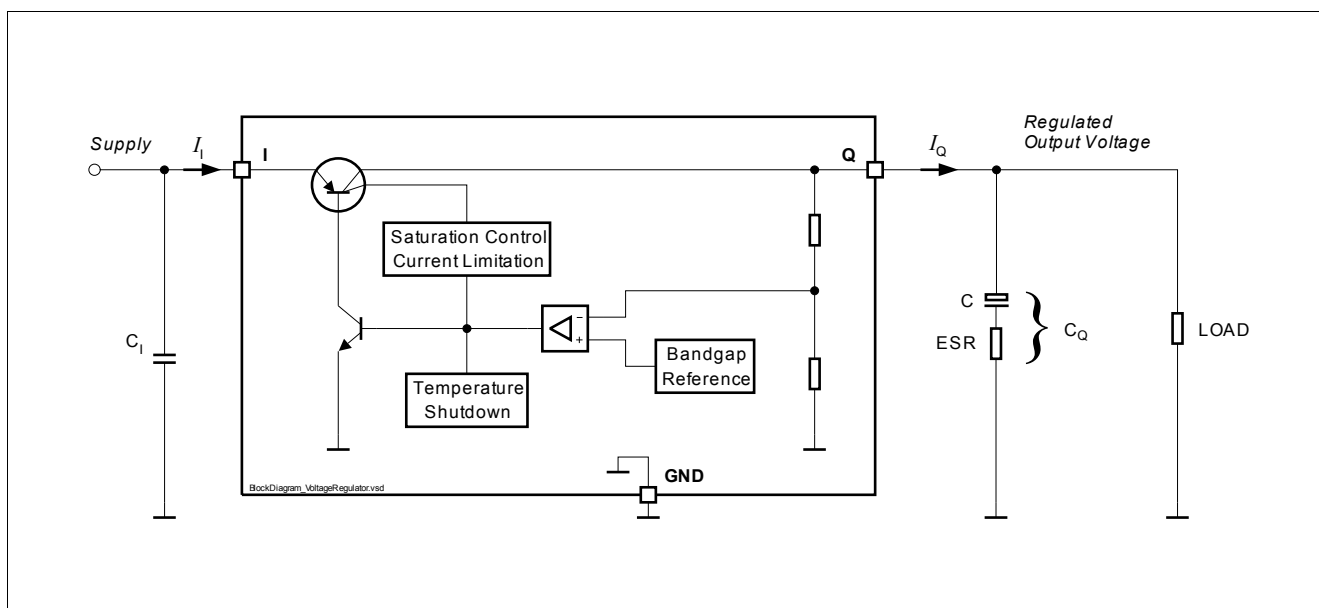 Supply
I_I
I
Q
I_Q
Regulated
Output Voltage
Saturation Control
Current Limitation
C_I
−
+
Bandgap
Reference
Temperature
Shutdown
C
ESR
}
C_Q
LOAD
GND
BlockDiagram_VoltageRegulator.vsd